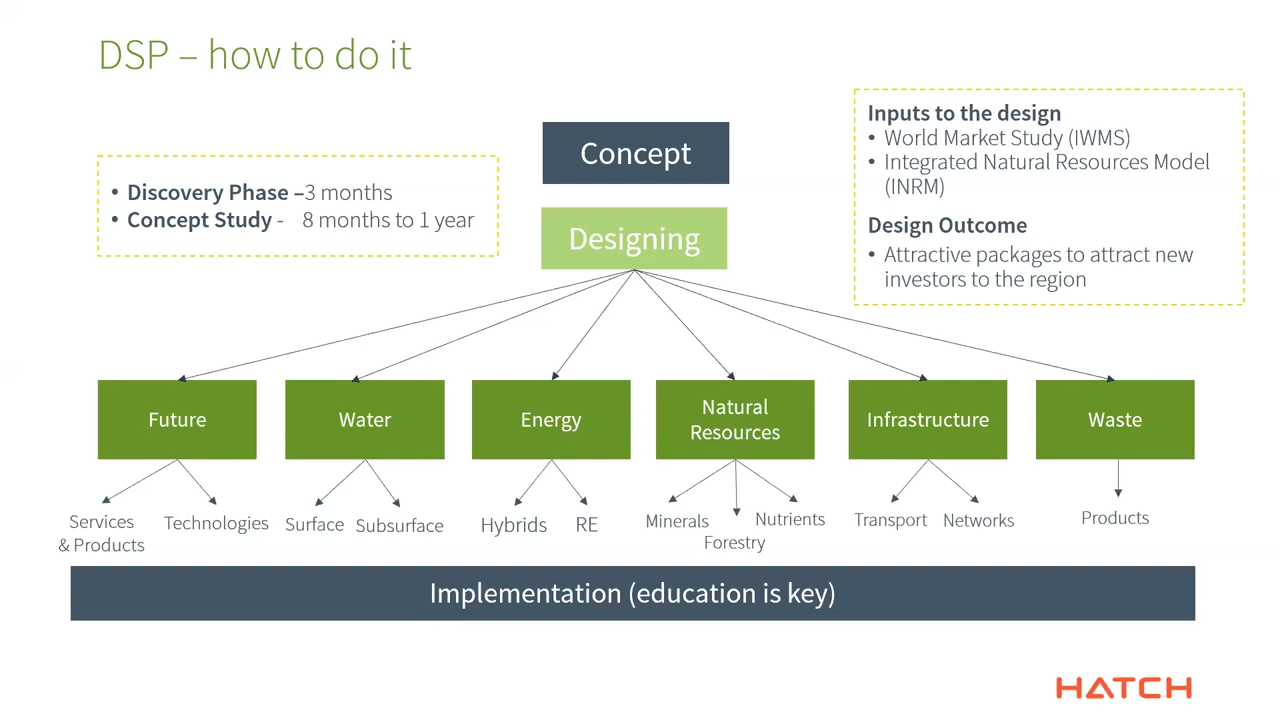 DSP – how to do it
Concept
Designing
• Discovery Phase –3 months
• Concept Study - 8 months to 1 year
Inputs to the design
• World Market Study (IWMS)
• Integrated Natural Resources Model
(INRM)
Design Outcome
• Attractive packages to attract new
investors to the region
Future
Water
Energy
Natural
Resources
Infrastructure
Waste
Services
& Products
Technologies
Surface
Subsurface
Hybrids
RE
Minerals
Forestry
Nutrients
Transport
Networks
Products
Implementation (education is key)
HATCH